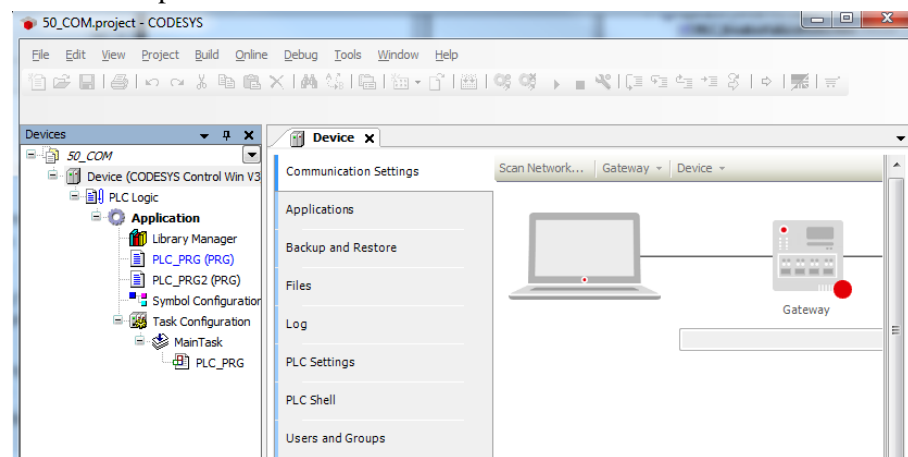 50_COM.project - CODESYS
File Edit View Project Build Online Debug Tools Window Help
Devices
Device
50_COM
Device (CODESYS Control Win V3
PLC Logic
Application
Library Manager
PLC_PRG (PRG)
PLC_PRG2 (PRG)
Symbol Configuration
Task Configuration
MainTask
PLC_PRG
Communication Settings
Applications
Backup and Restore
Files
Log
PLC Settings
PLC Shell
Users and Groups
Scan Network... Gateway Device
Gateway